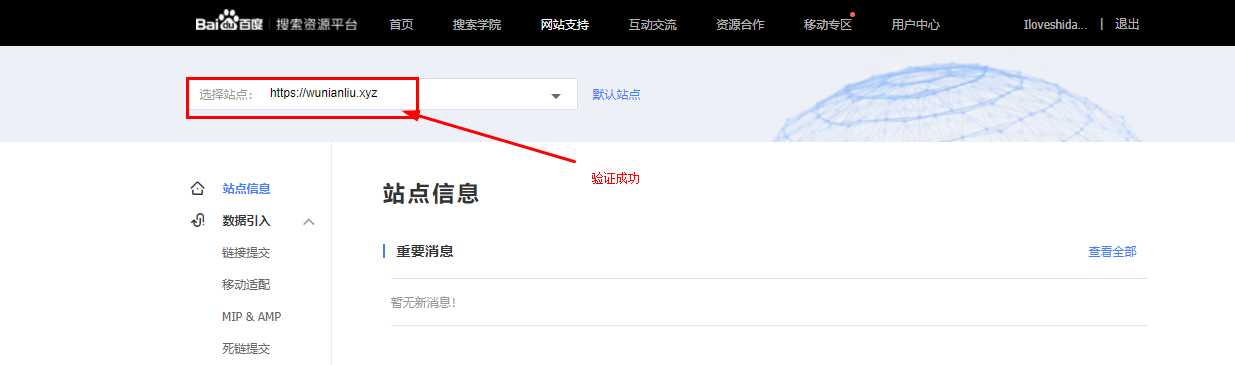 Bai百度 搜索资源平台 首页 搜索学院 网站支持 互动交流 资源合作 移动专区 用户中心 Iloveshida... | 退出
选择站点： https://wunianliu.xyz 默认站点
验证成功
站点信息
数据引入
链接提交
移动适配
MIP & AMP
死链提交
站点信息
重要消息 查看全部
暂无新消息！